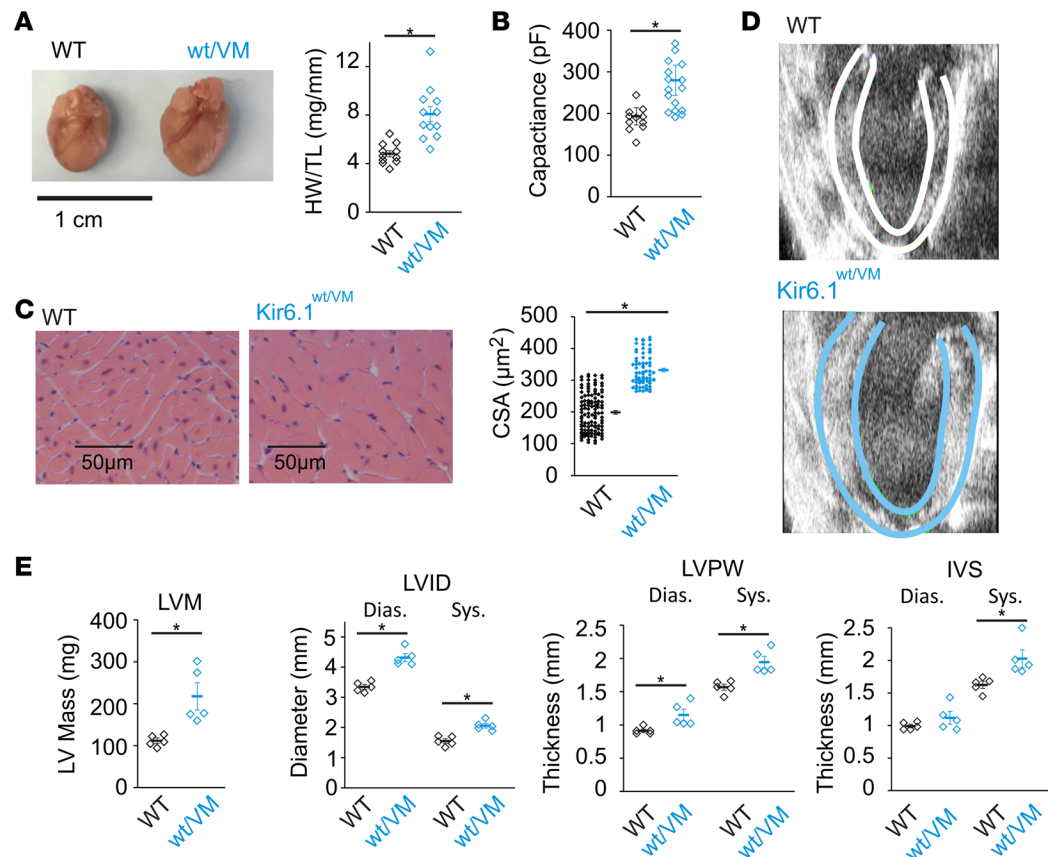 A
WT
wt/VM
1 cm
HW/TL (mg/mm)
12
8
4
0
*
WT
wt/VM
B
Capactiance (pF)
400
300
200
100
0
*
WT
wt/VM
C
WT
50µm
Kir6.1wt/VM
50µm
CSA (µm2)
500
400
300
200
100
0
*
WT
wt/VM
D
WT
Kir6.1wt/VM
E
LVM
LV Mass (mg)
400
300
200
100
0
*
WT
wt/VM
LVID
Dias.
Sys.
Diameter (mm)
5
4
3
2
1
0
*
*
WT
wt/VM
WT
wt/VM
LVPW
Dias.
Sys.
Thickness (mm)
2.5
2
1.5
1
0.5
0
*
*
WT
wt/VM
WT
wt/VM
IVS
Dias.
Sys.
Thickness (mm)
2.5
2
1.5
1
0.5
0
*
WT
wt/VM
WT
wt/VM